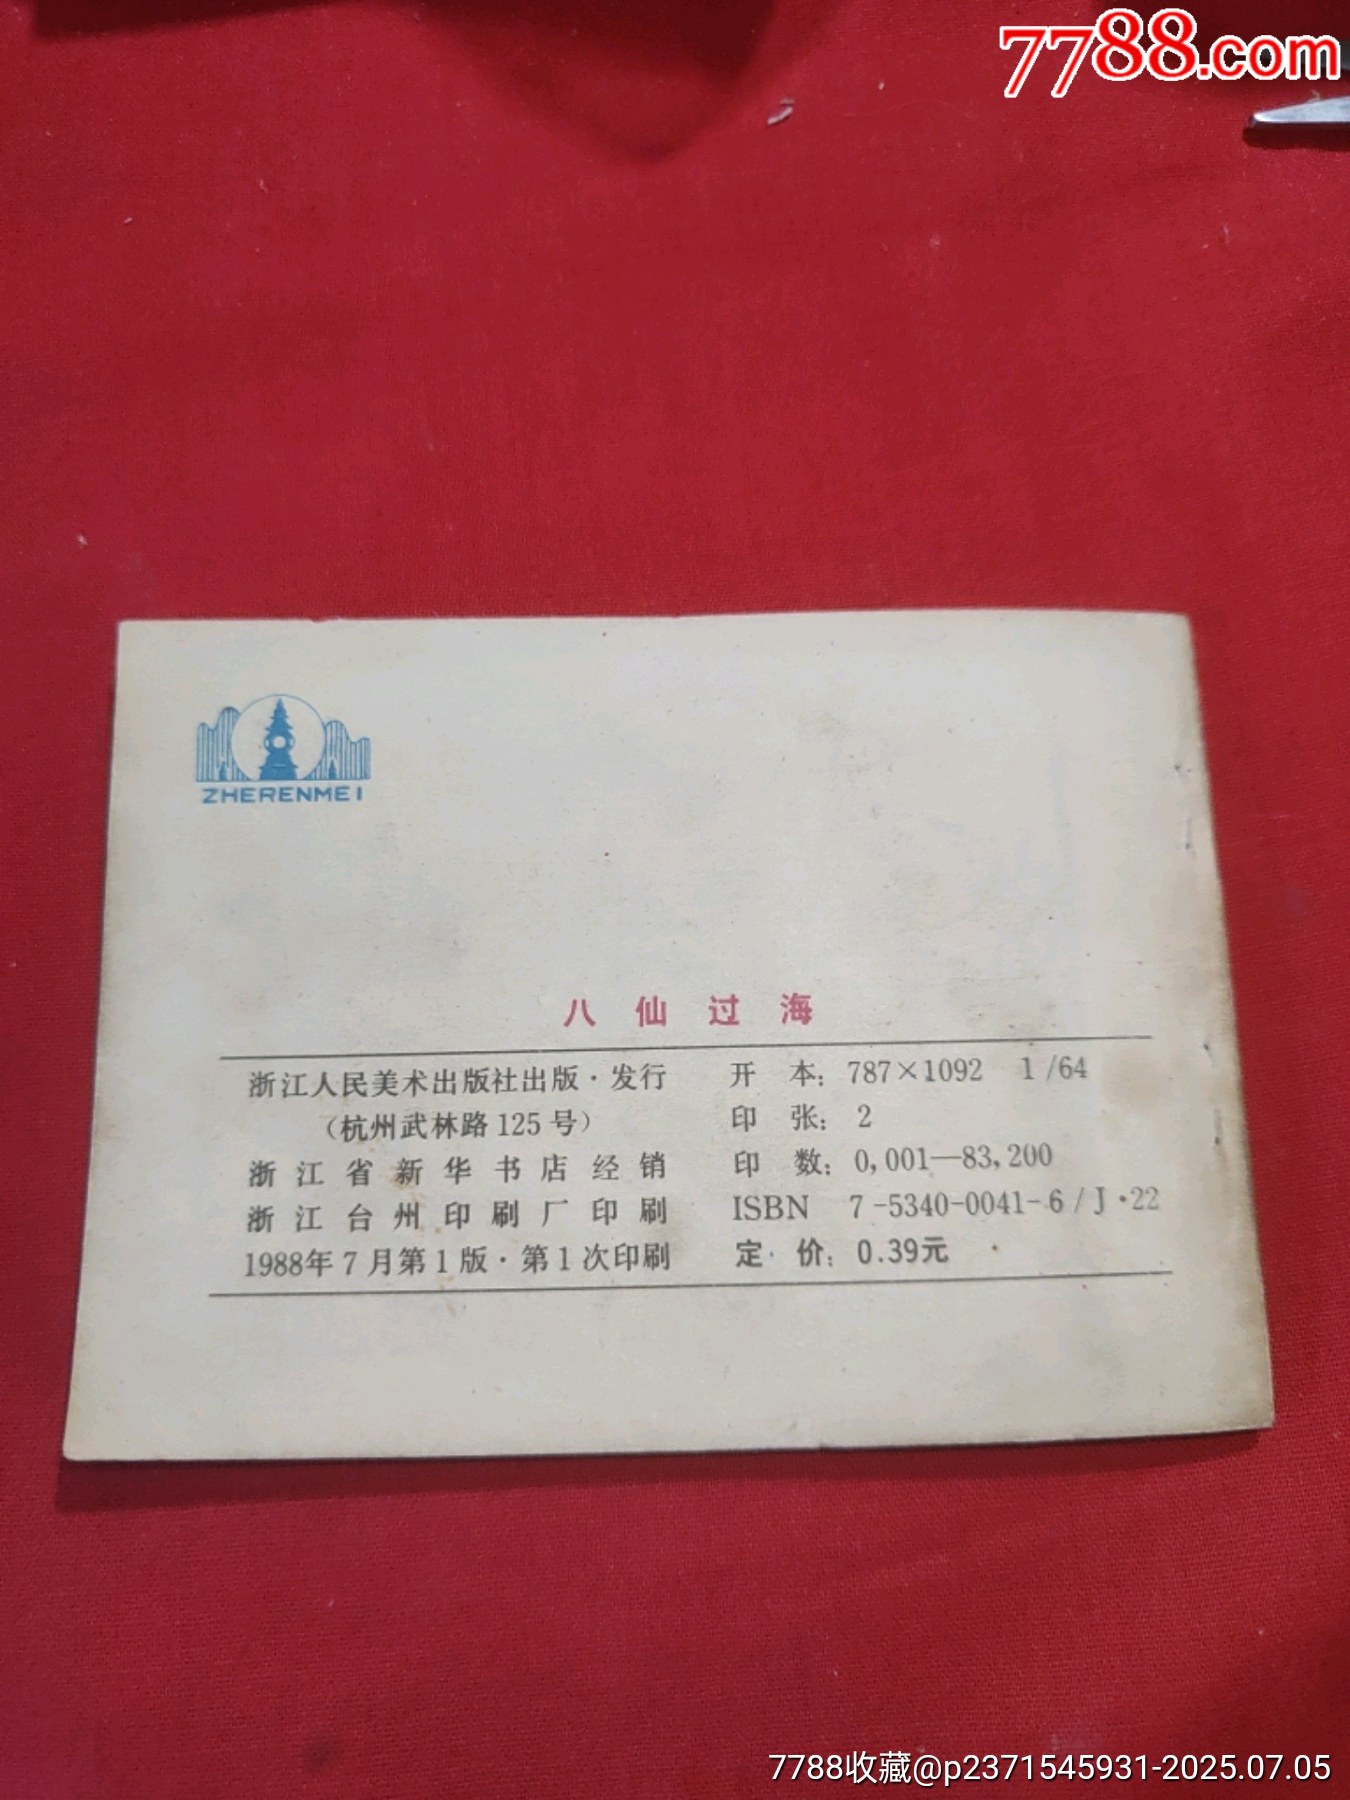 7788.com
ZHERENMEI
八仙过海
浙江人民美术出版社出版·发行
（杭州武林路125号）
浙江省新华书店经销
浙江台州印刷厂印刷
1988年7月第1版·第1次印刷
开 本：787×1092 1/64
印 张：2
印 数：0,001—83,200
ISBN 7-5340-0041-6/J·22
定 价：0.39元
7788收藏@p2371545931-2025.07.05